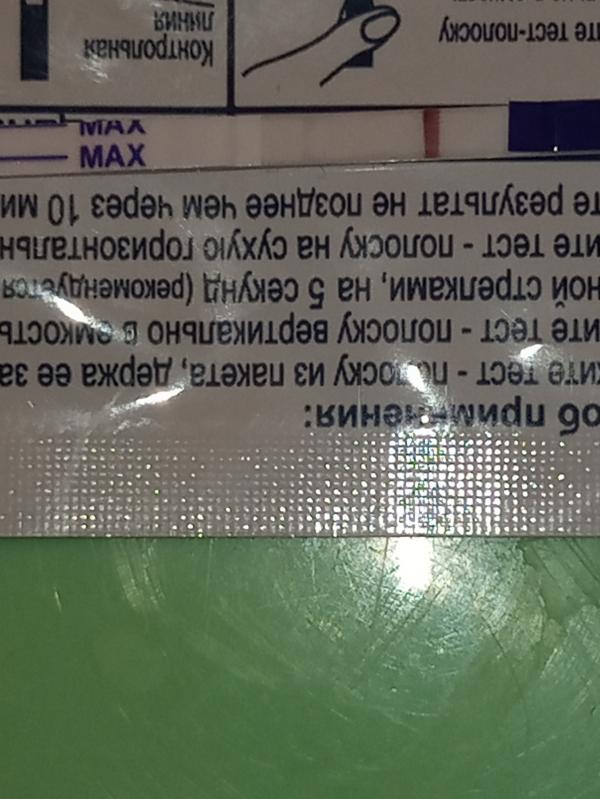 об применения:
ите тест - полоску из пакета, держа ее за
ите тест - полоску вертикально в емкость
ной стрелками, на 5 секунд (рекомендуется
ите тест - полоску на сухую горизонтальн
те результат не позднее чем через 10 ми
MAX
MAX
те тест-полоску
Контрольная
линия